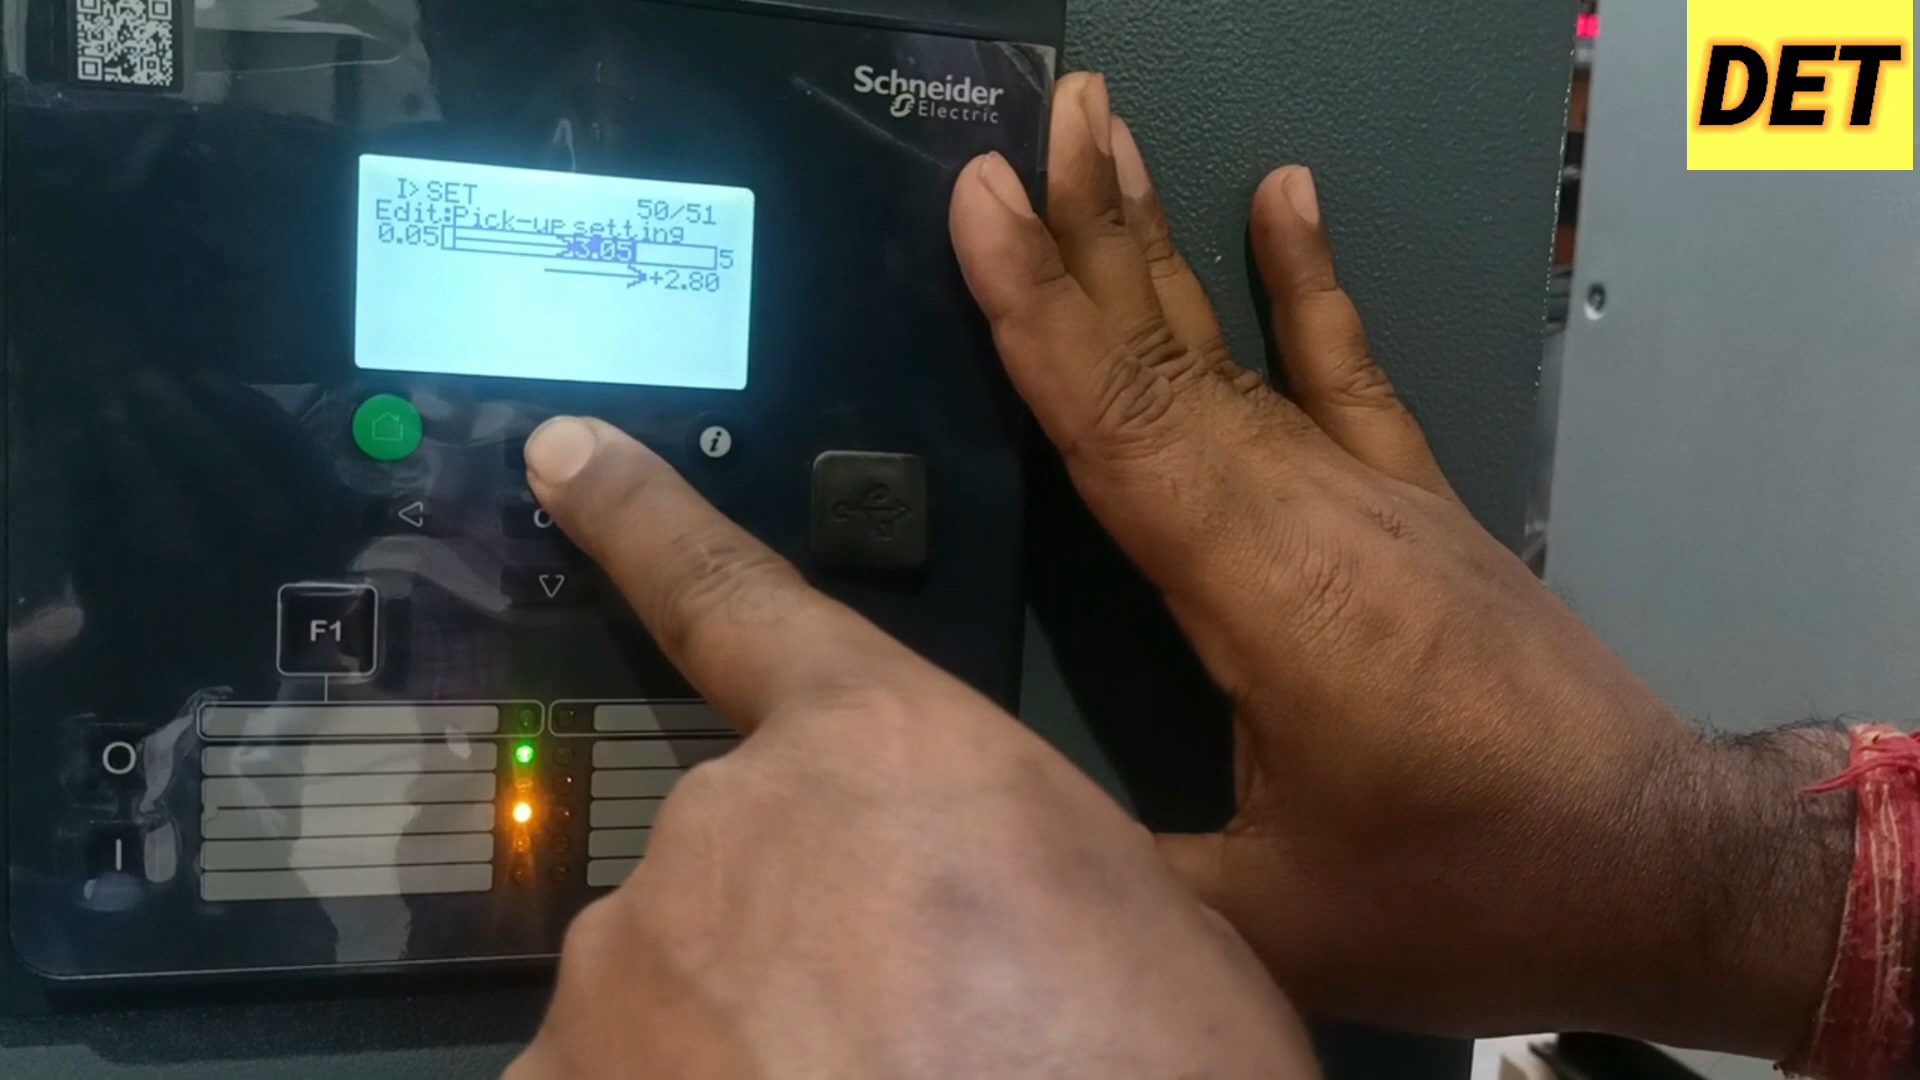 DET
Schneider
Electric
I> SET 50/51
Edit:Pick-up setting
0.05 3.05 5
+2.80
i
F1
O
I